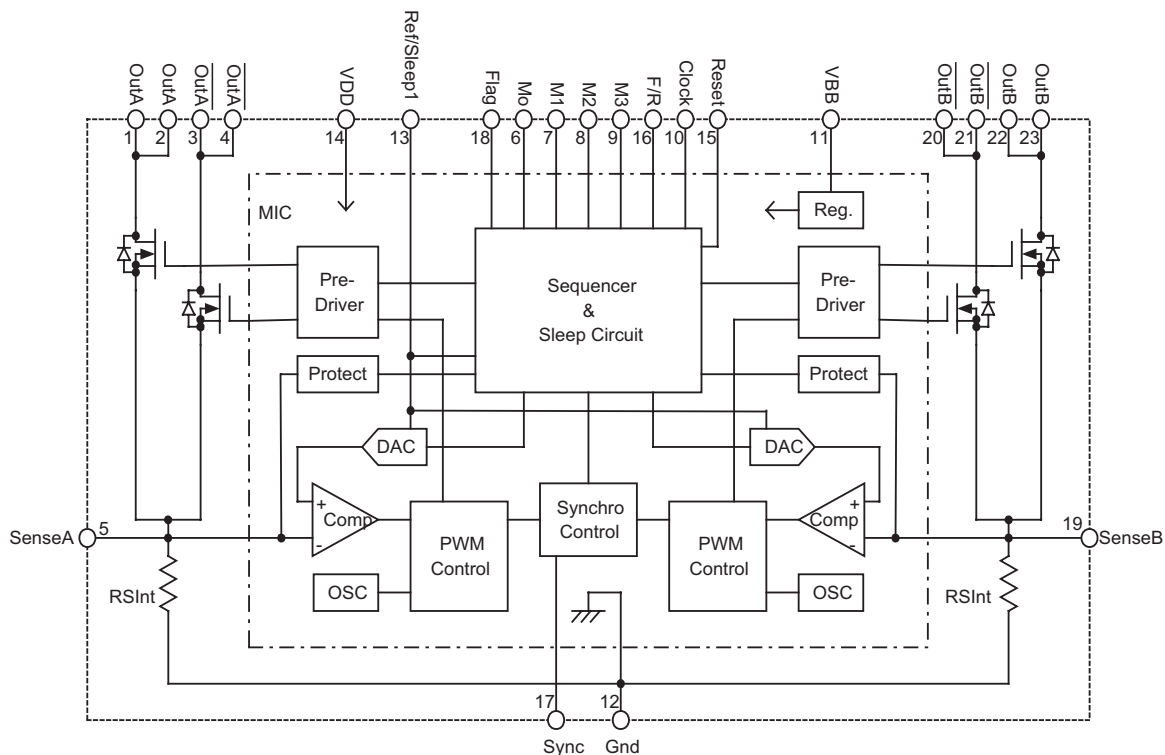 OutA
OutA
OutA
OutA
VDD
Ref/Sleep1
Flag
Mo
M1
M2
M3
F/R
Clock
Reset
VBB
OutB
OutB
OutB
OutB
1
2
3
4
14
13
18
6
7
8
9
16
10
15
11
20
21
22
23
MIC
Reg.
Pre-
Driver
Sequencer
&
Sleep Circuit
Pre-
Driver
Protect
Protect
DAC
DAC
SenseA
5
+
-
Comp
PWM
Control
Synchro
Control
PWM
Control
+
-
Comp
19
SenseB
RSInt
OSC
OSC
RSInt
17
12
Sync
Gnd